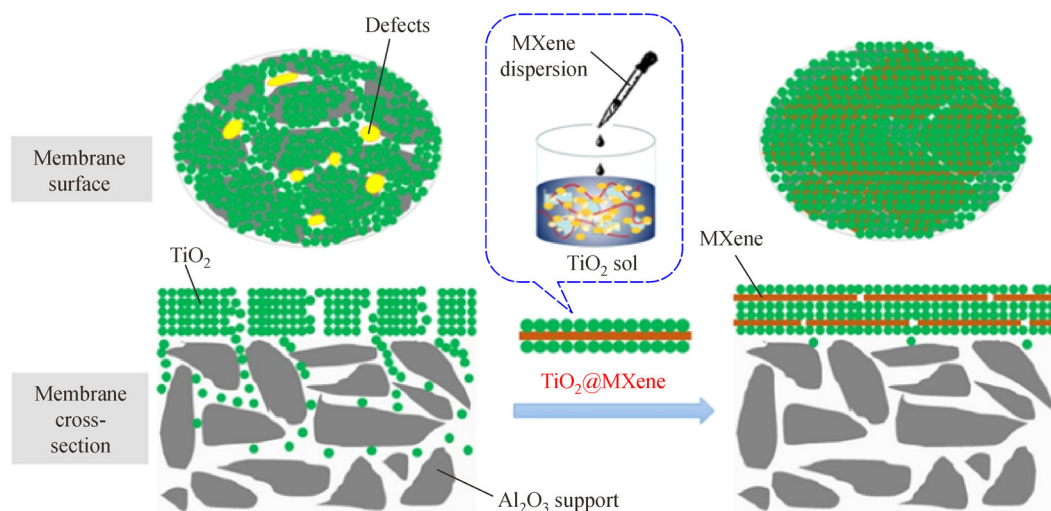 Defects
MXene
dispersion
Membrane
surface
TiO₂ sol
TiO₂
MXene
TiO₂@MXene
Membrane
cross-
section
Al₂O₃ support